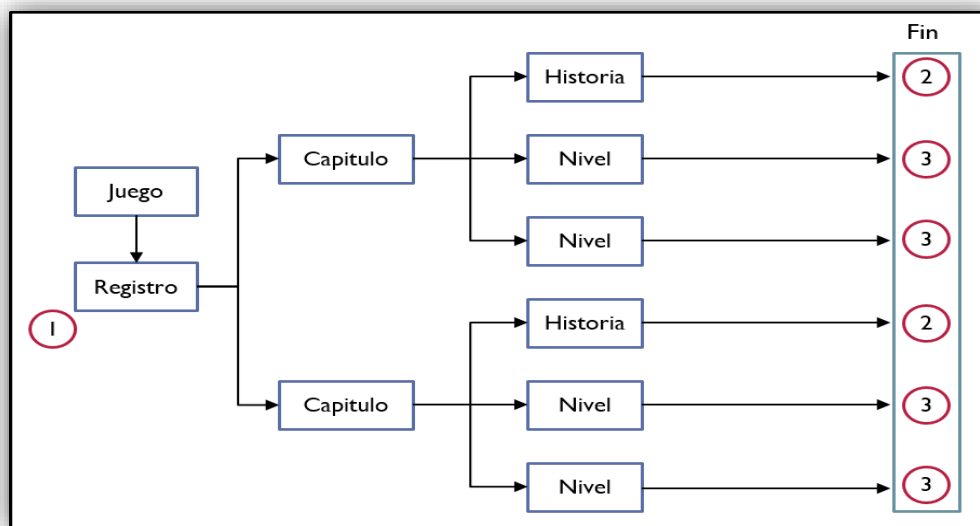 Fin
Historia
2
Capitulo
Nivel
3
Juego
Nivel
3
Registro
1
Historia
2
Capitulo
Nivel
3
Nivel
3